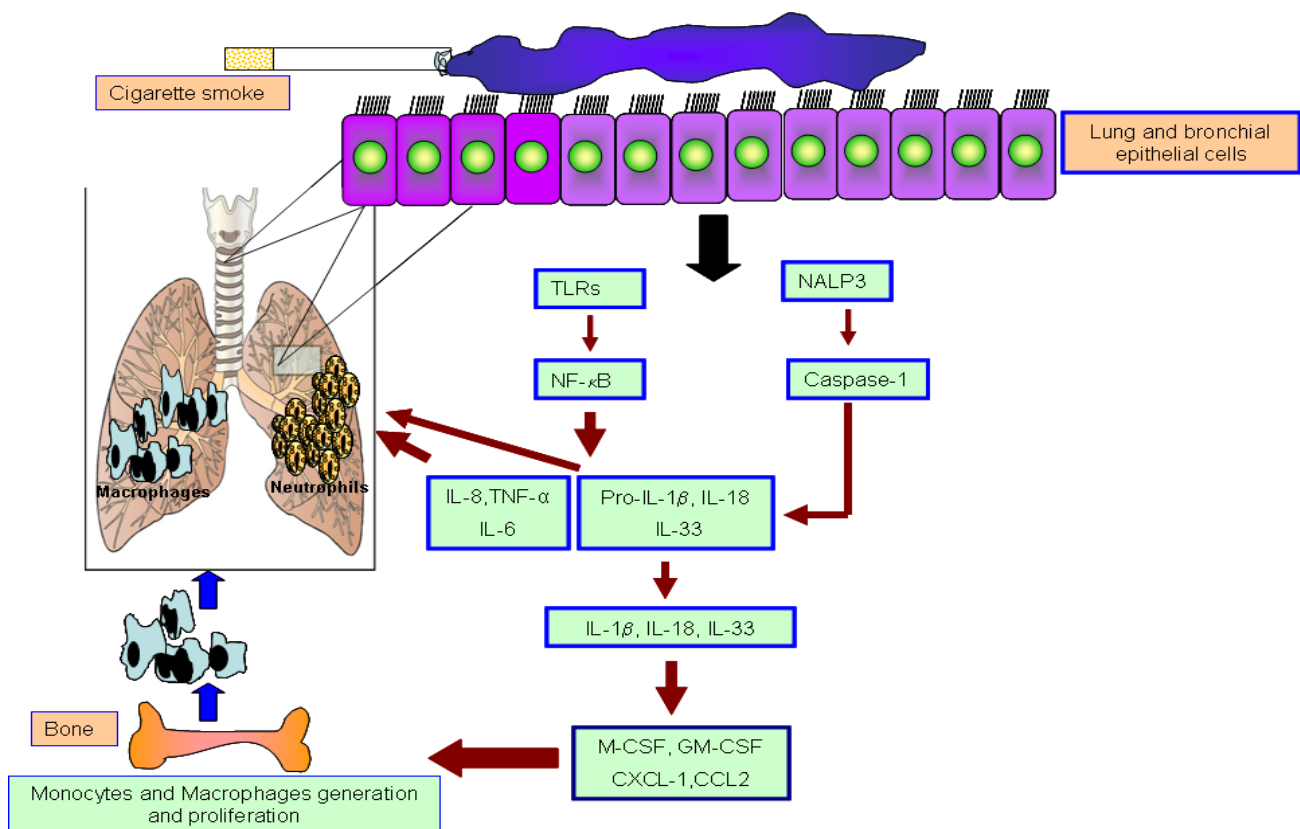 Cigarette smoke
Lung and bronchial
epithelial cells
TLRs
NALP3
NF-κB
Caspase-1
Macrophages
Neutrophils
IL-8,TNF-α
IL-6
Pro-IL-1β, IL-18
IL-33
IL-1β, IL-18, IL-33
Bone
M-CSF, GM-CSF
CXCL-1,CCL2
Monocytes and Macrophages generation
and proliferation